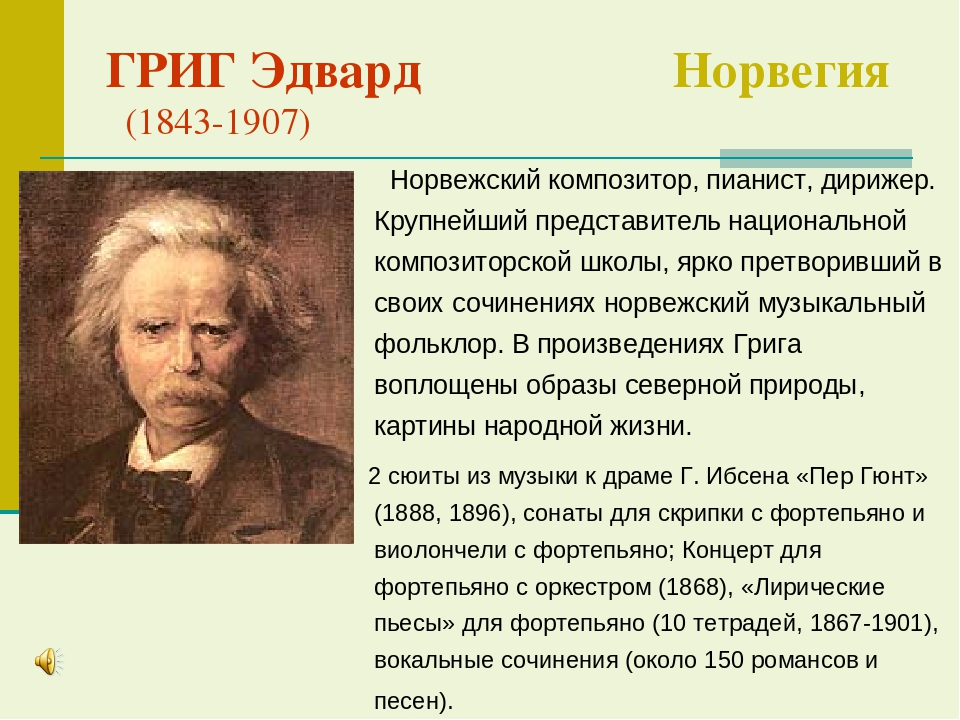 ГРИГ Эдвард Норвегия
(1843-1907)
Норвежский композитор, пианист, дирижер.
Крупнейший представитель национальной
композиторской школы, ярко претворивший в
своих сочинениях норвежский музыкальный
фольклор. В произведениях Грига
воплощены образы северной природы,
картины народной жизни.
2 сюиты из музыки к драме Г. Ибсена «Пер Гюнт»
(1888, 1896), сонаты для скрипки с фортепьяно и
виолончели с фортепьяно; Концерт для
фортепьяно с оркестром (1868), «Лирические
пьесы» для фортепьяно (10 тетрадей, 1867-1901),
вокальные сочинения (около 150 романсов и
песен).